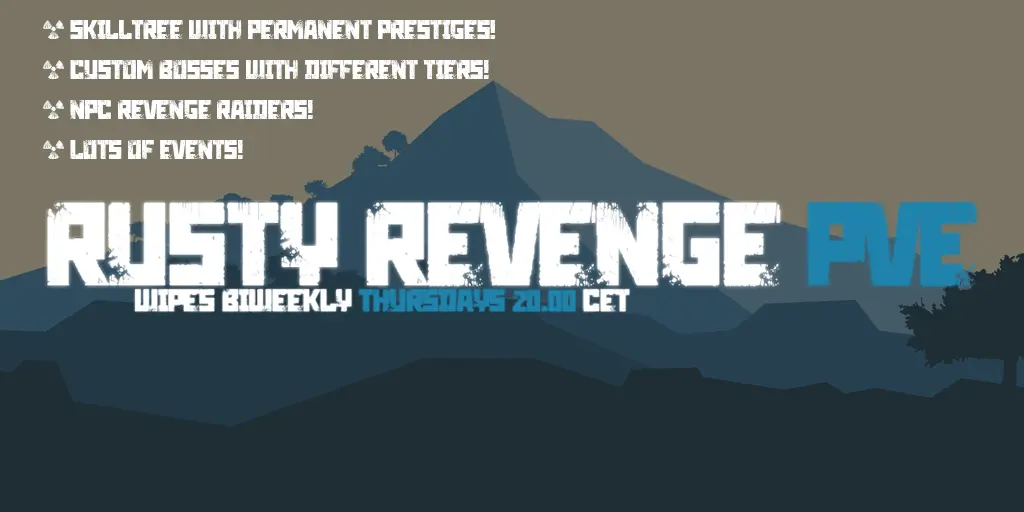 SKILLTREE WITH PERMANENT PRESTIGES!
CUSTOM BOSSES WITH DIFFERENT TIERS!
NPC REVENGE RAIDERS!
LOTS OF EVENTS!
RUSTY REVENGE PVE
WIPES BIWEEKLY THURSDAYS 20.00 CET